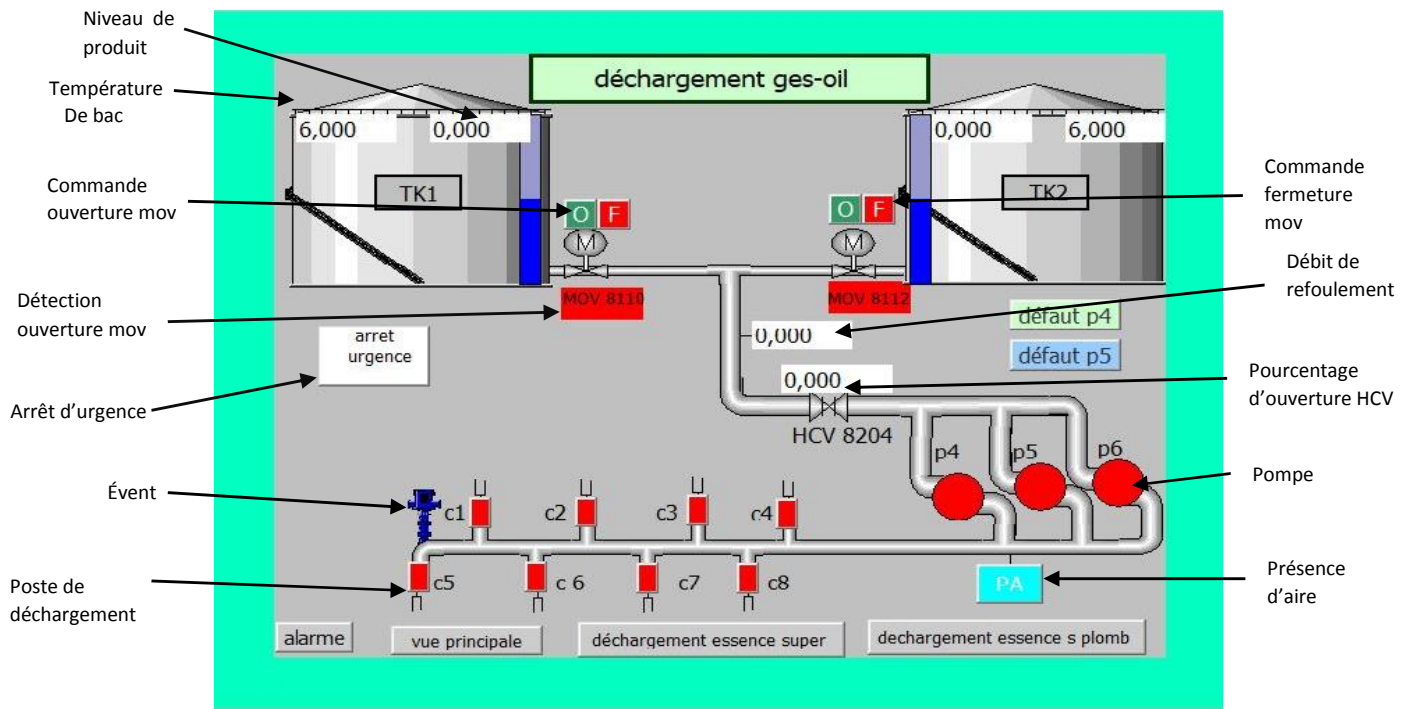 Niveau de
produit
déchargement ges-oil
Température
De bac
6,000
0,000
0,000
6,000
Commande
ouverture mov
TK1
TK2
Commande
fermeture
mov
O
F
O
F
M
M
Détection
ouverture mov
MOV 8110
MOV 8112
Débit de
refoulement
arret
urgence
0,000
défaut p4
défaut p5
0,000
Pourcentage
d'ouverture HCV
Arrêt d'urgence
HCV 8204
p4
p5
p6
Pompe
Évent
c1
c2
c3
c4
Poste de
déchargement
c5
c 6
c7
c8
PA
Présence
d'aire
alarme
vue principale
déchargement essence super
dechargement essence s plomb